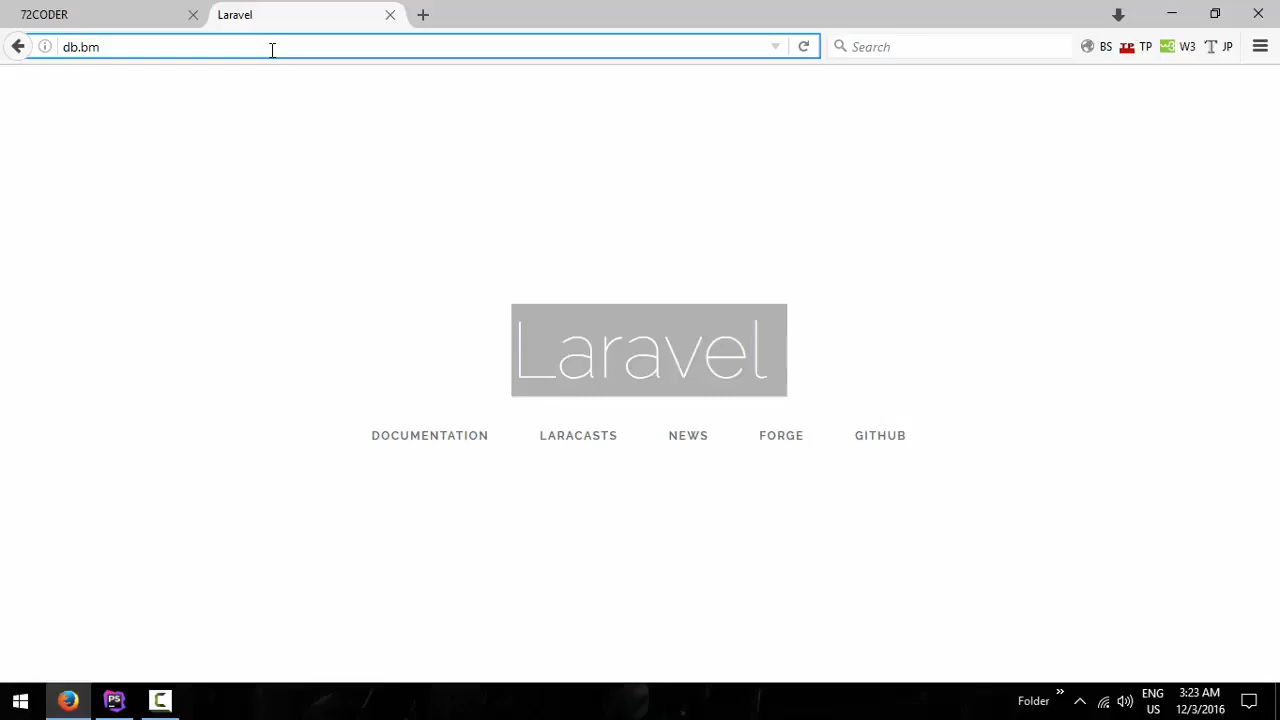 72CODER
Laravel
db.bm
Search
BS
TP
W3
JP
Laravel
DOCUMENTATION LARACASTS NEWS FORGE GITHUB
Folder
ENG
US
3:23 AM
12/3/2016